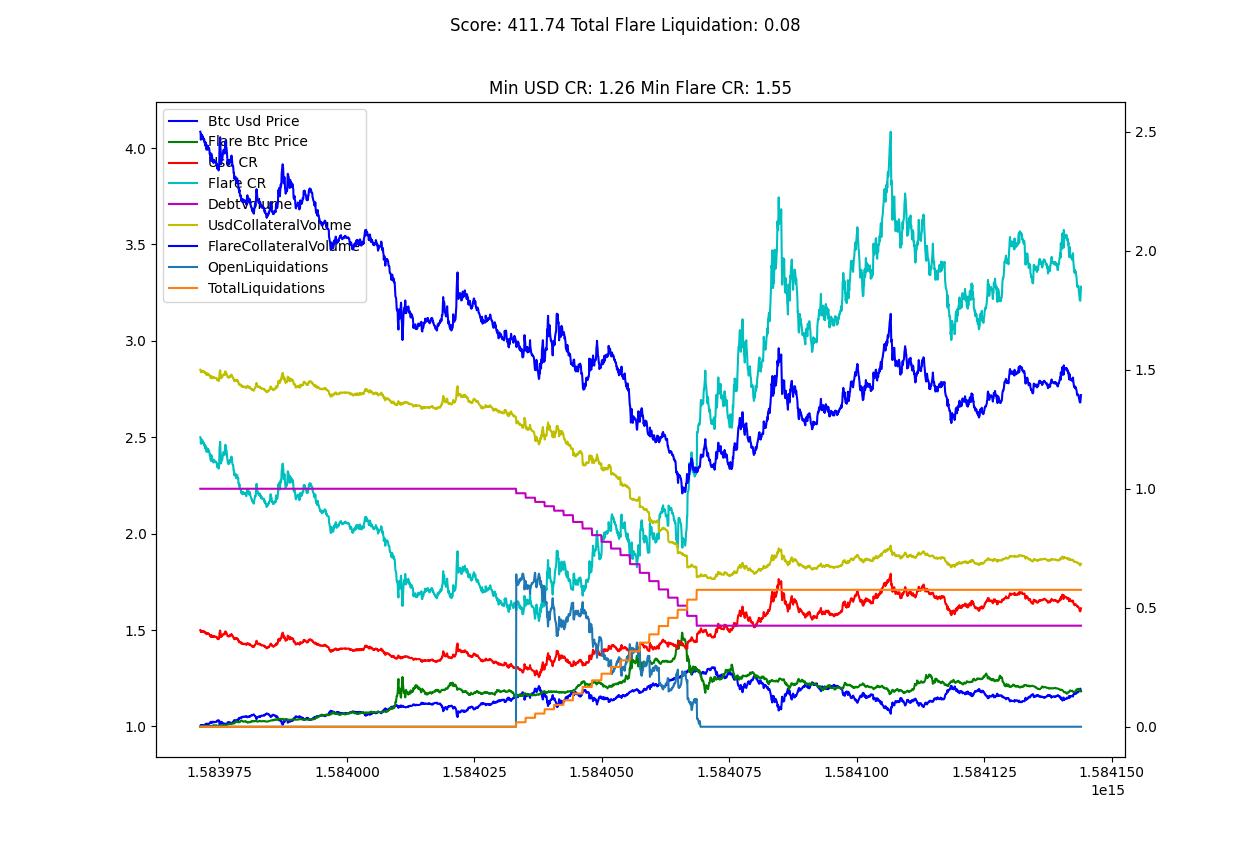 Score: 411.74 Total Flare Liquidation: 0.08
Min USD CR: 1.26 Min Flare CR: 1.55
Btc Usd Price
Flare Btc Price
Usd CR
Flare CR
DebtVolume
UsdCollateralVolume
FlareCollateralVolume
OpenLiquidations
TotalLiquidations
4.0
3.5
3.0
2.5
2.0
1.5
1.0
2.5
2.0
1.5
1.0
0.5
0.0
1.583975 1.584000 1.584025 1.584050 1.584075 1.584100 1.584125 1.584150
1e15